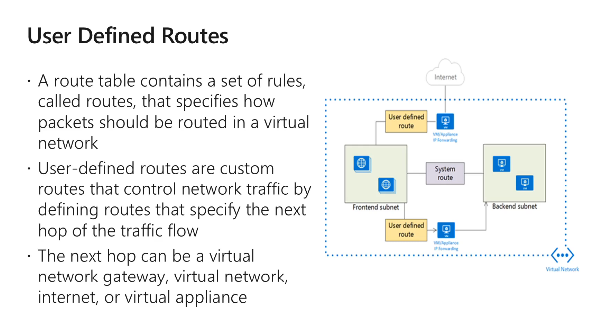 User Defined Routes
· A route table contains a set of rules,
called routes, that specifies how
packets should be routed in a virtual
network
· User-defined routes are custom
routes that control network traffic by
defining routes that specify the next
hop of the traffic flow
· The next hop can be a virtual
network gateway, virtual network,
internet, or virtual appliance
Internet
User defined
route
VM/Appliance
IP Forwarding
System
route
Frontend subnet
Backend subnet
User defined
route
VM/Appliance
IP Forwarding
Virtual Network